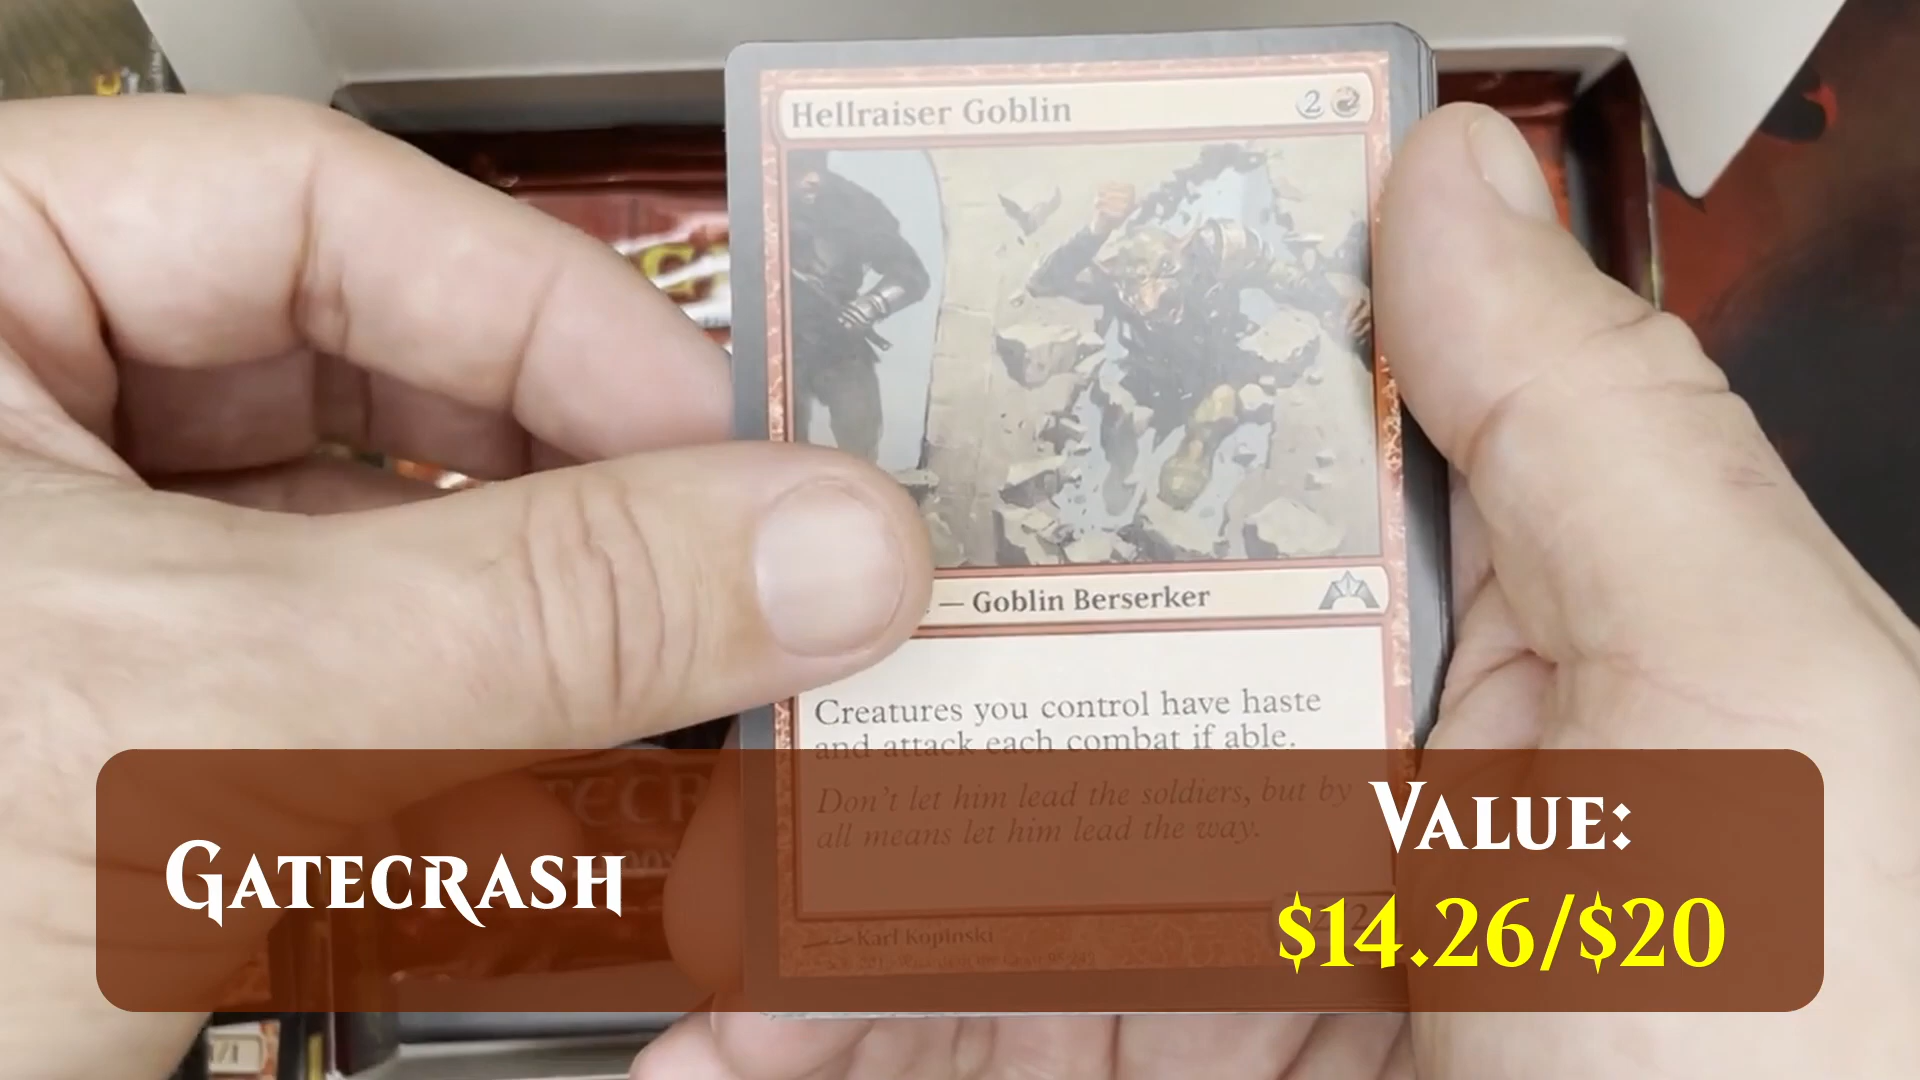 Hellraiser Goblin
2
— Goblin Berserker
Creatures you control have haste
and attack each combat if able.
Don't let him lead the soldiers, but by
all means let him lead the way.
Karl Kopinski
Gatecrash
Value:
$14.26/$20